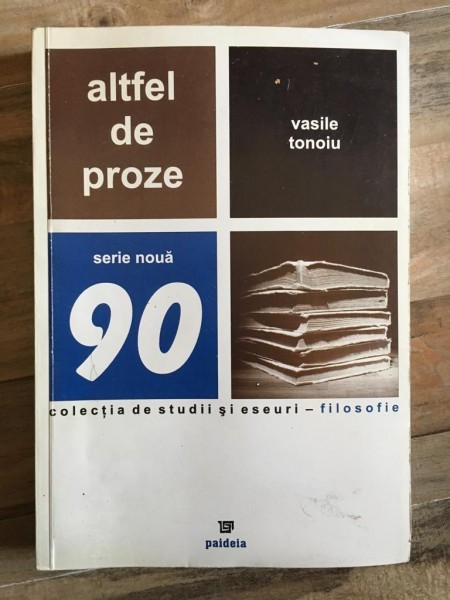 altfel
de
proze
vasile
tonoiu
serie nouă
90
colecția de studii și eseuri – filosofie
paideia